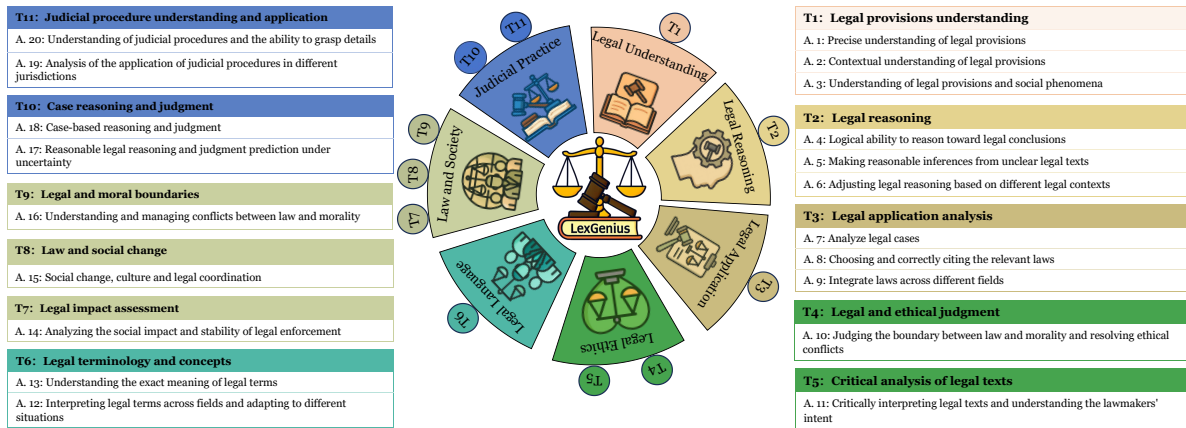 T11: Judicial procedure understanding and application
A. 20: Understanding of judicial procedures and the ability to grasp details
A. 19: Analysis of the application of judicial procedures in different
jurisdictions
T10: Case reasoning and judgment
A. 18: Case-based reasoning and judgment
A. 17: Reasonable legal reasoning and judgment prediction under
uncertainty
T9: Legal and moral boundaries
A. 16: Understanding and managing conflicts between law and morality
T8: Law and social change
A. 15: Social change, culture and legal coordination
T7: Legal impact assessment
A. 14: Analyzing the social impact and stability of legal enforcement
T6: Legal terminology and concepts
A. 13: Understanding the exact meaning of legal terms
A. 12: Interpreting legal terms across fields and adapting to different
situations
T11
T10
T9
T8
T7
T6
T5
T4
T3
T2
T1
Judicial Practice
Legal Understanding
Legal Reasoning
Legal Application
Legal Ethics
Legal Language
Law and Society
LexGenius
T1: Legal provisions understanding
A. 1: Precise understanding of legal provisions
A. 2: Contextual understanding of legal provisions
A. 3: Understanding of legal provisions and social phenomena
T2: Legal reasoning
A. 4: Logical ability to reason toward legal conclusions
A. 5: Making reasonable inferences from unclear legal texts
A. 6: Adjusting legal reasoning based on different legal contexts
T3: Legal application analysis
A. 7: Analyze legal cases
A. 8: Choosing and correctly citing the relevant laws
A. 9: Integrate laws across different fields
T4: Legal and ethical judgment
A. 10: Judging the boundary between law and morality and resolving ethical
conflicts
T5: Critical analysis of legal texts
A. 11: Critically interpreting legal texts and understanding the lawmakers'
intent